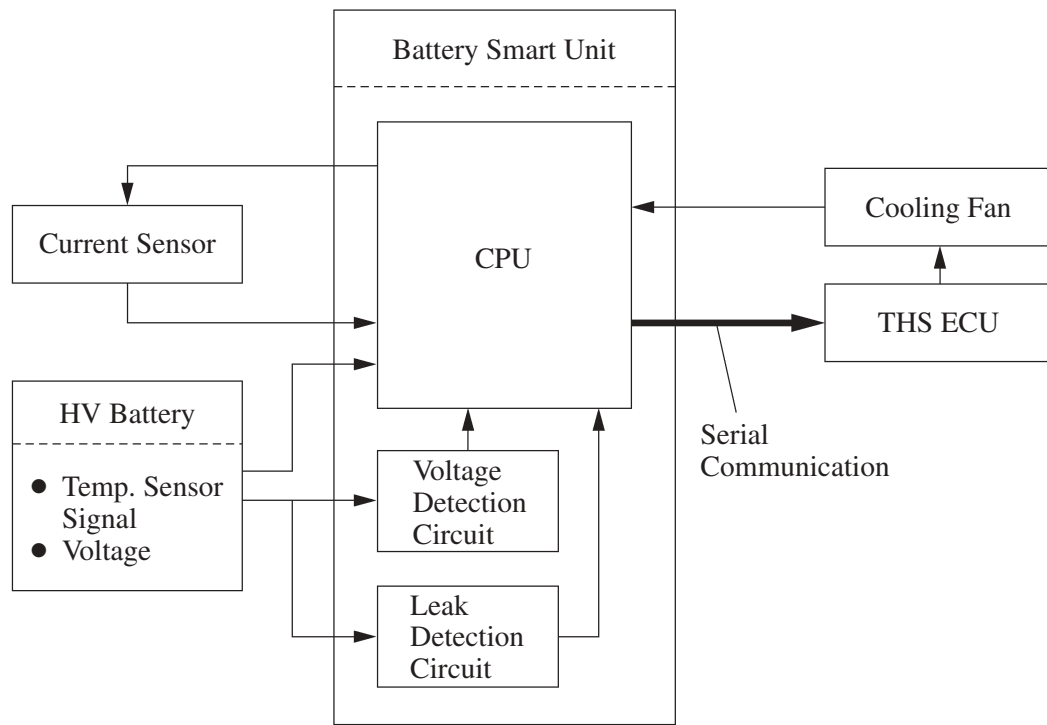 Battery Smart Unit
CPU
Current Sensor
Cooling Fan
THS ECU
Serial
Communication
HV Battery
● Temp. Sensor
Signal
● Voltage
Voltage
Detection
Circuit
Leak
Detection
Circuit